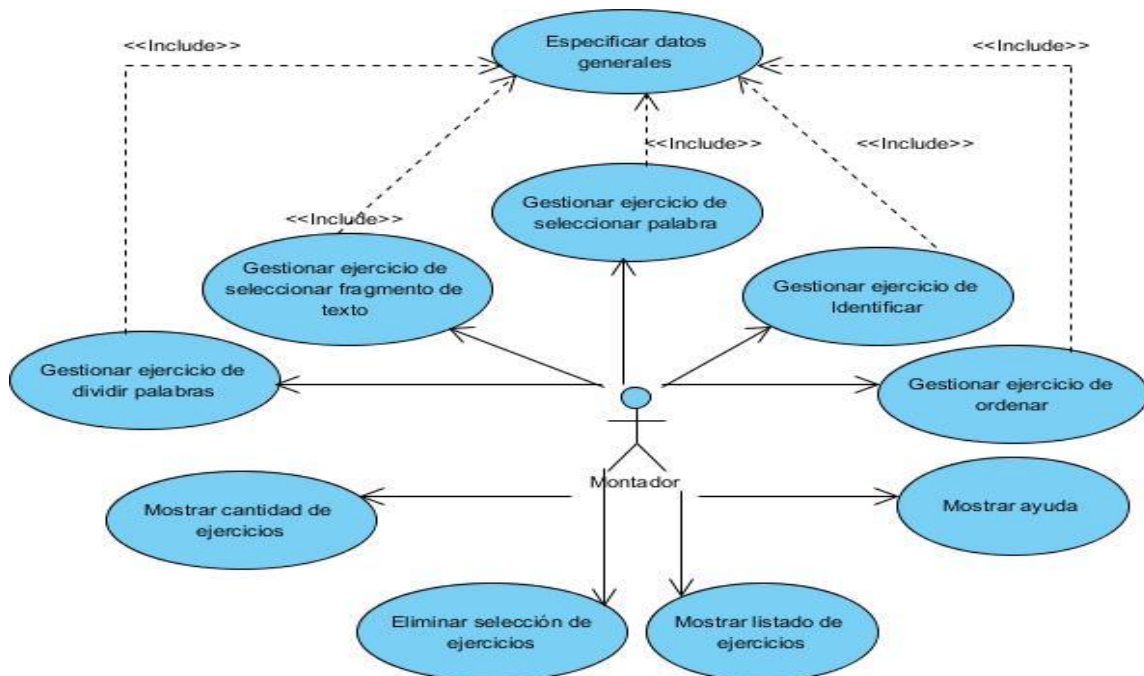 Especificar datos
generales
<<Include>>
<<Include>>
<<Include>>
<<Include>>
<<Include>>
Gestionar ejercicio de
seleccionar palabra
Gestionar ejercicio de
seleccionar fragmento de
texto
Gestionar ejercicio de
Identificar
Gestionar ejercicio de
dividir palabras
Gestionar ejercicio de
ordenar
Montador
Mostrar cantidad de
ejercicios
Mostrar ayuda
Eliminar selección de
ejercicios
Mostrar listado de
ejercicios